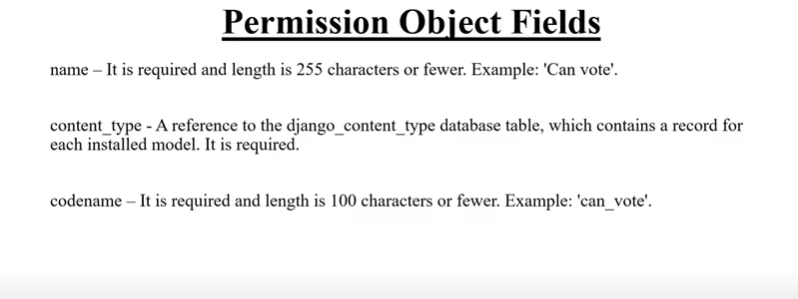 Permission Object Fields
name – It is required and length is 255 characters or fewer. Example: 'Can vote'.
content_type - A reference to the django_content_type database table, which contains a record for
each installed model. It is required.
codename – It is required and length is 100 characters or fewer. Example: 'can_vote'.